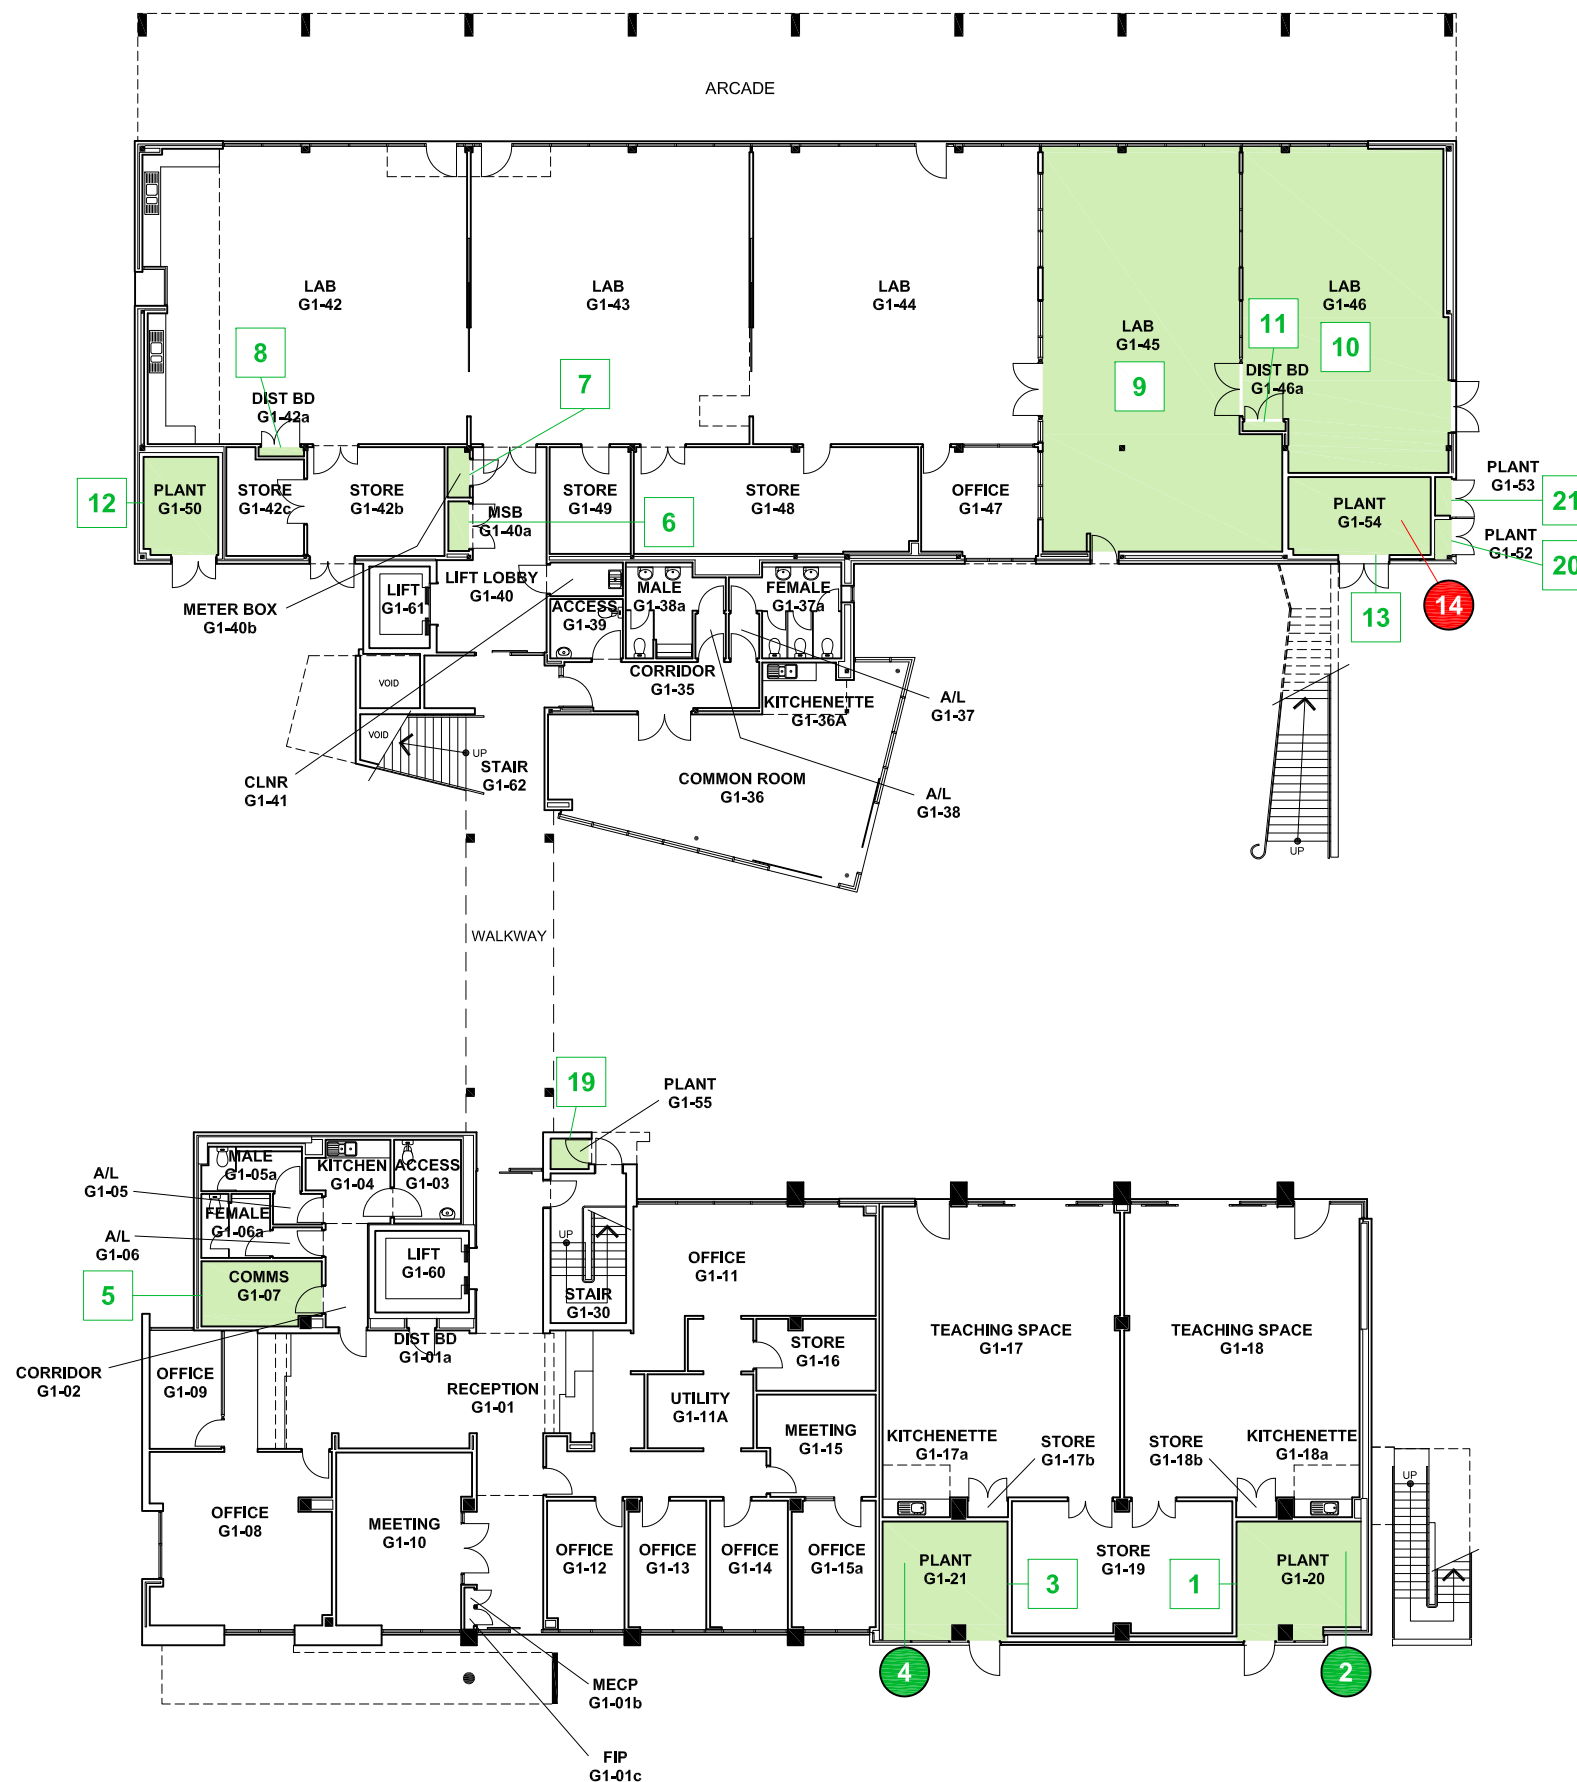 ARCADE
LAB
G1-42
LAB
G1-43
LAB
G1-44
LAB
G1-45
LAB
G1-46
8
7
11
10
9
DIST BD
G1-42a
DIST BD
G1-46a
12
PLANT
G1-50
STORE
G1-42c
STORE
G1-42b
MSB
G1-40a
STORE
G1-49
6
STORE
G1-48
OFFICE
G1-47
PLANT
G1-54
PLANT
G1-53
21
PLANT
G1-52
20
14
13
METER BOX
G1-40b
LIFT
G1-61
LIFT LOBBY
G1-40
ACCESS
G1-39
MALE
G1-38a
FEMALE
G1-37a
VOID
VOID
CORRIDOR
G1-35
KITCHENETTE
G1-36A
A/L
G1-37
UP
STAIR
G1-62
CLNR
G1-41
COMMON ROOM
G1-36
A/L
G1-38
UP
WALKWAY
19
PLANT
G1-55
MALE
G1-05a
KITCHEN
G1-04
ACCESS
G1-03
A/L
G1-05
FEMALE
G1-06a
A/L
G1-06
5
COMMS
G1-07
LIFT
G1-60
UP
STAIR
G1-30
OFFICE
G1-11
DIST BD
G1-01a
CORRIDOR
G1-02
OFFICE
G1-09
RECEPTION
G1-01
STORE
G1-16
UTILITY
G1-11A
MEETING
G1-15
TEACHING SPACE
G1-17
TEACHING SPACE
G1-18
KITCHENETTE
G1-17a
STORE
G1-17b
STORE
G1-18b
KITCHENETTE
G1-18a
UP
OFFICE
G1-08
MEETING
G1-10
OFFICE
G1-12
OFFICE
G1-13
OFFICE
G1-14
OFFICE
G1-15a
PLANT
G1-21
3
STORE
G1-19
1
PLANT
G1-20
4
2
MECP
G1-01b
FIP
G1-01c